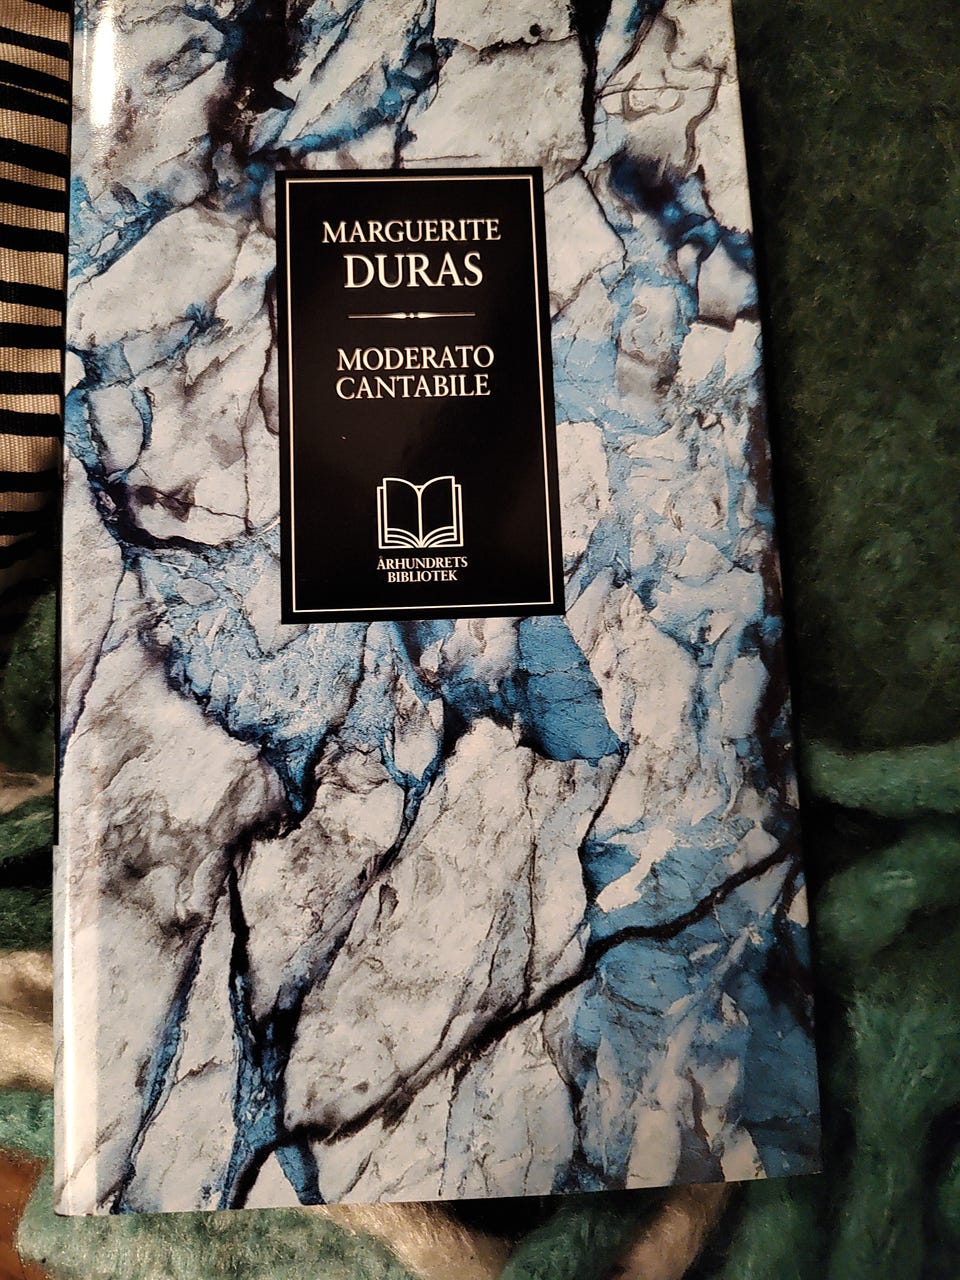 MARGUERITE
DURAS
MODERATO
CANTABILE
ÅRHUNDRETS
BIBLIOTEK